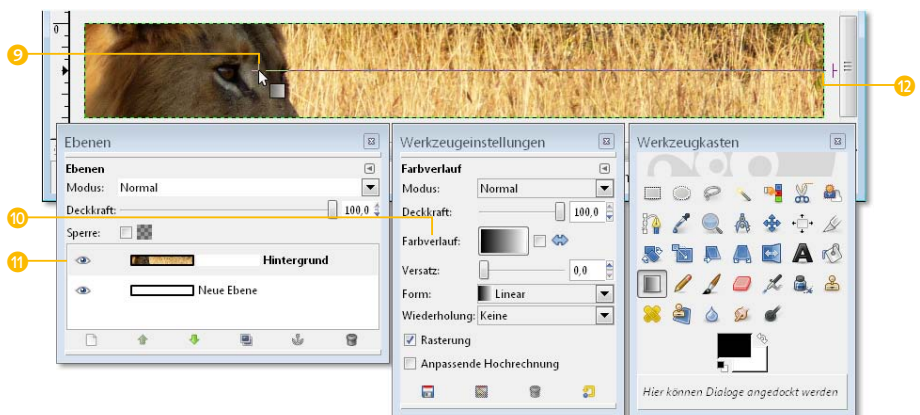 0
9
12
Ebenen
Ebenen
Modus: Normal
Deckkraft: 100,0
Sperre:
10
11
Hintergrund
Neue Ebene
Werkzeugeinstellungen
Farbverlauf
Modus: Normal
Deckkraft: 100,0
Farbverlauf:
Versatz: 0,0
Form: Linear
Wiederholung: Keine
Rasterung
Anpassende Hochrechnung
Werkzeugkasten
A
Hier können Dialoge angedockt werden